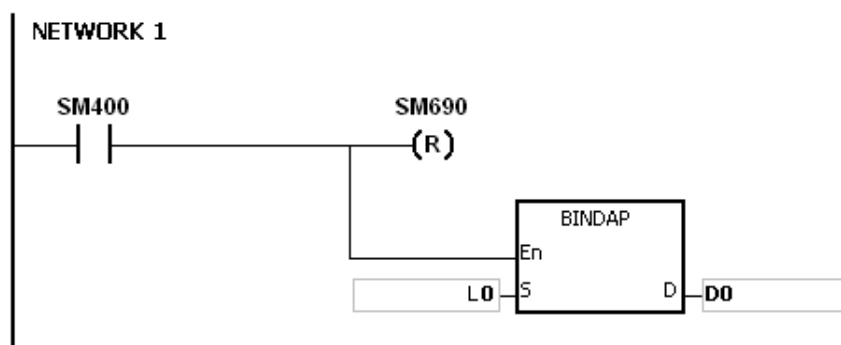 NETWORK 1
SM400 SM690
(R)
BINDAP
En
L0 S D D0